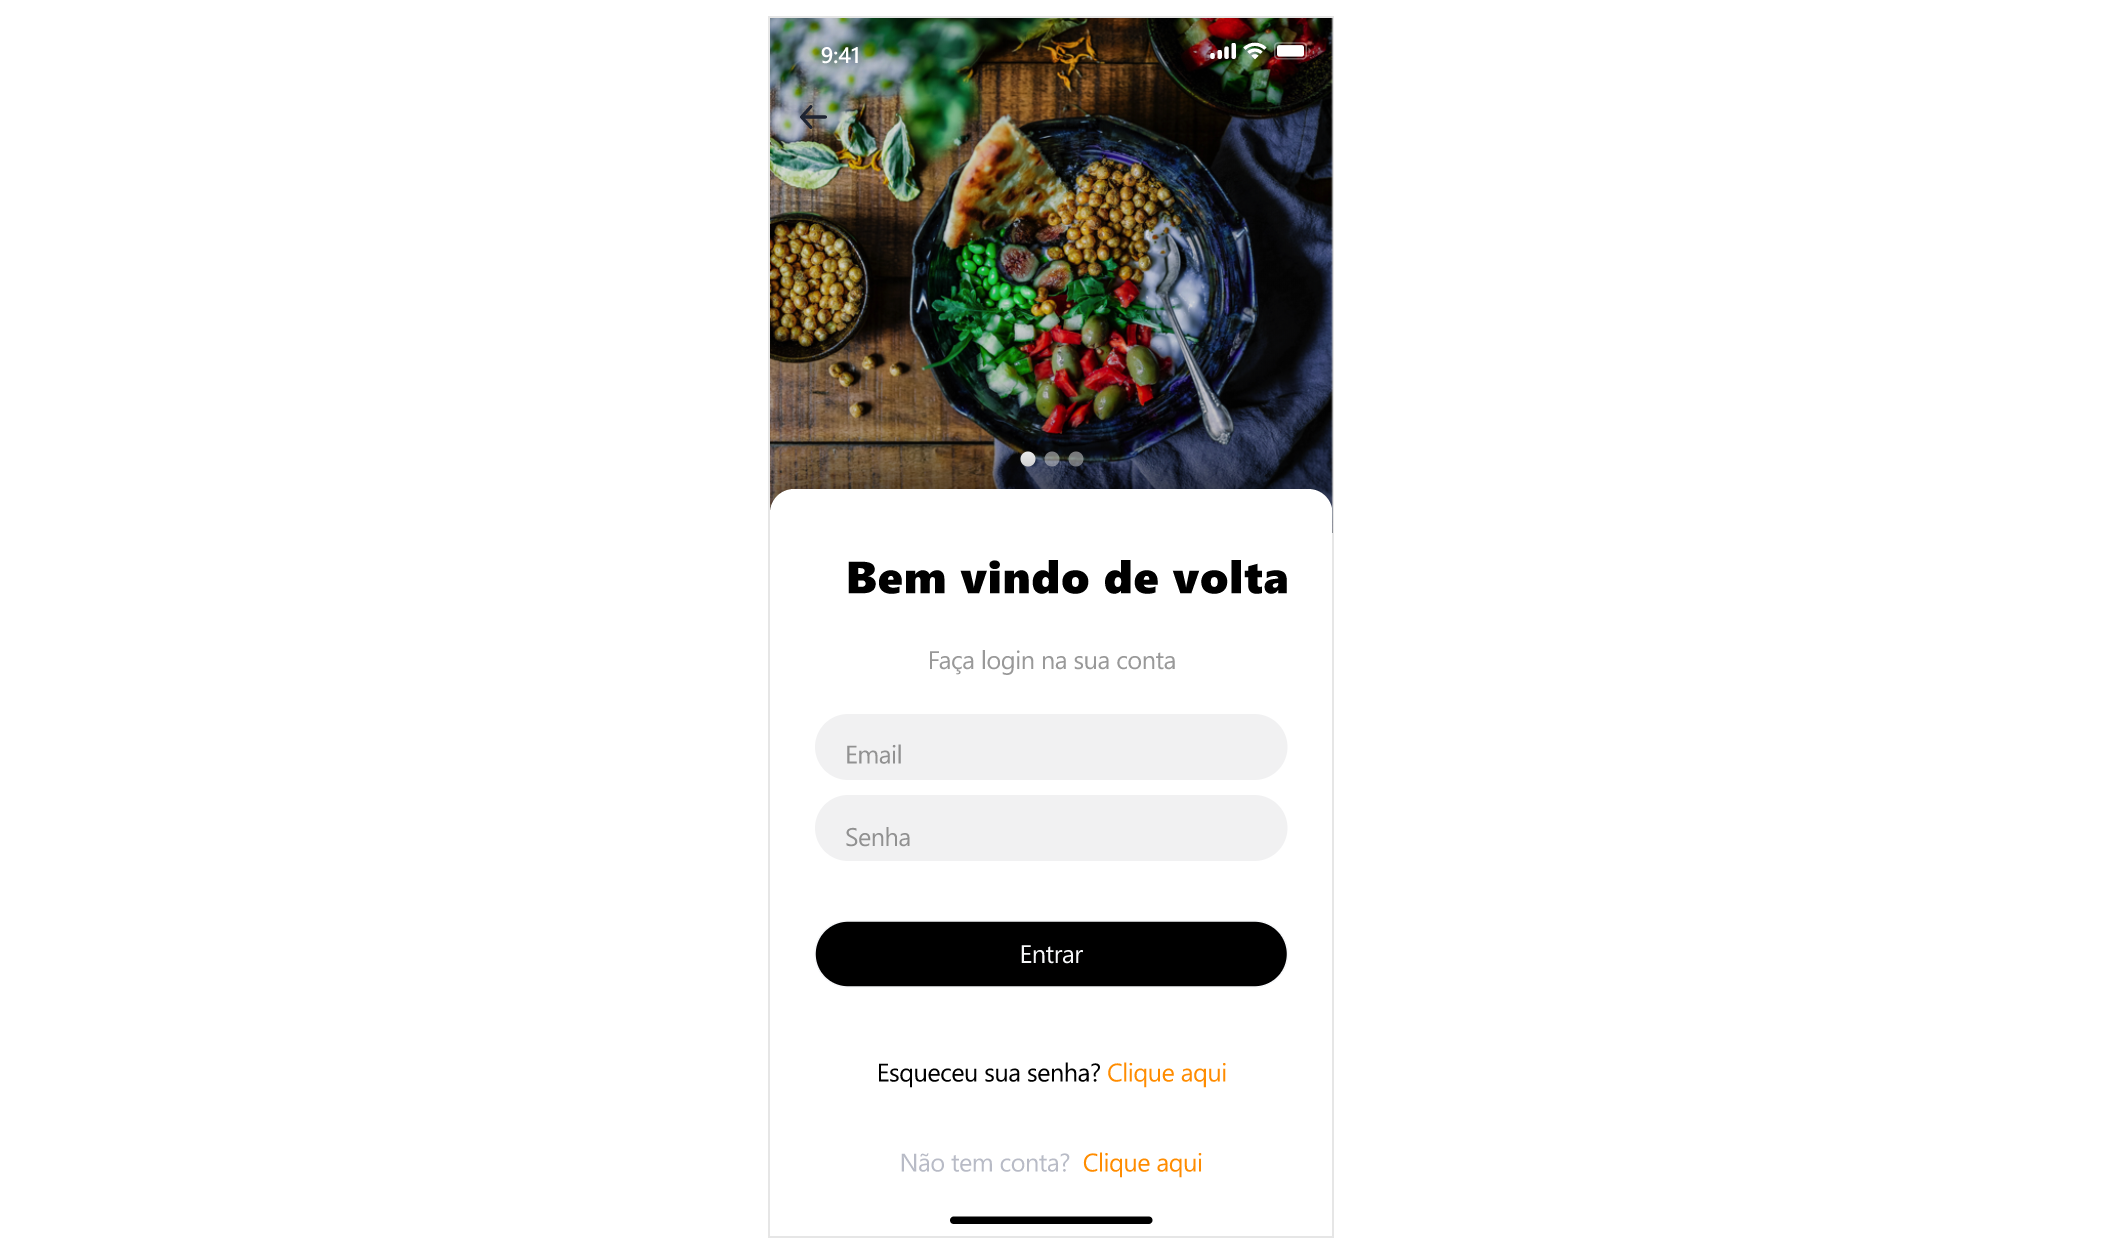 9:41
Bem vindo de volta
Faça login na sua conta
Email
Senha
Entrar
Esqueceu sua senha? Clique aqui
Não tem conta? Clique aqui